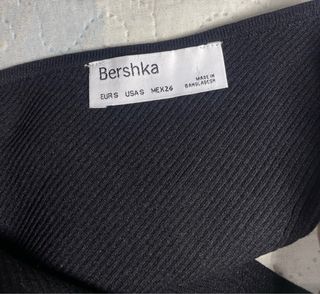 Bershka
EUR S USA S MEX 26
MADE IN
BANGLADESH